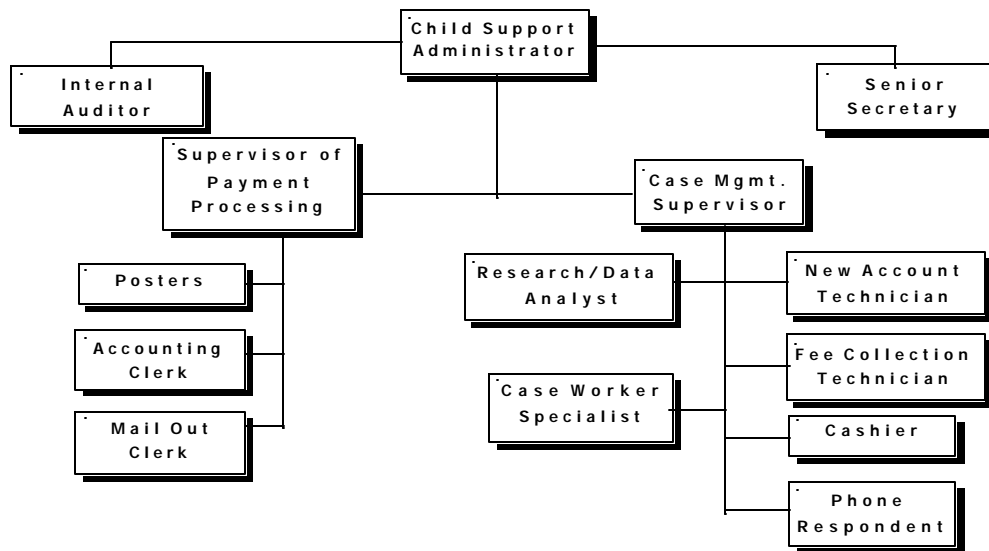 Child Support
Administrator
Internal
Auditor
Senior
Secretary
Supervisor of
Payment
Processing
Case Mgmt.
Supervisor
Posters
Accounting
Clerk
Mail Out
Clerk
Research/Data
Analyst
Case Worker
Specialist
New Account
Technician
Fee Collection
Technician
Cashier
Phone
Respondent